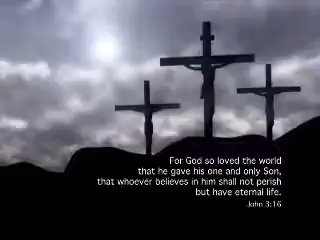 For God so loved the world
that he gave his one and only Son,
that whoever believes in him shall not perish
but have eternal life.
John 3:16